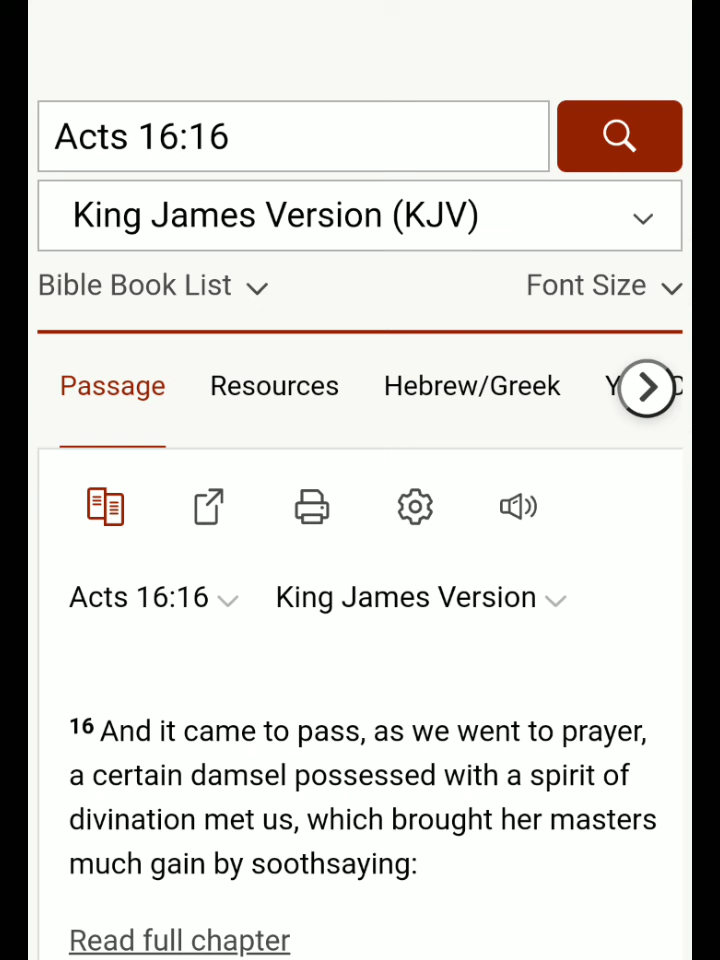 Acts 16:16
King James Version (KJV)
Bible Book List
Font Size
Passage
Resources
Hebrew/Greek
Acts 16:16
King James Version
16 And it came to pass, as we went to prayer,
a certain damsel possessed with a spirit of
divination met us, which brought her masters
much gain by soothsaying:
Read full chapter